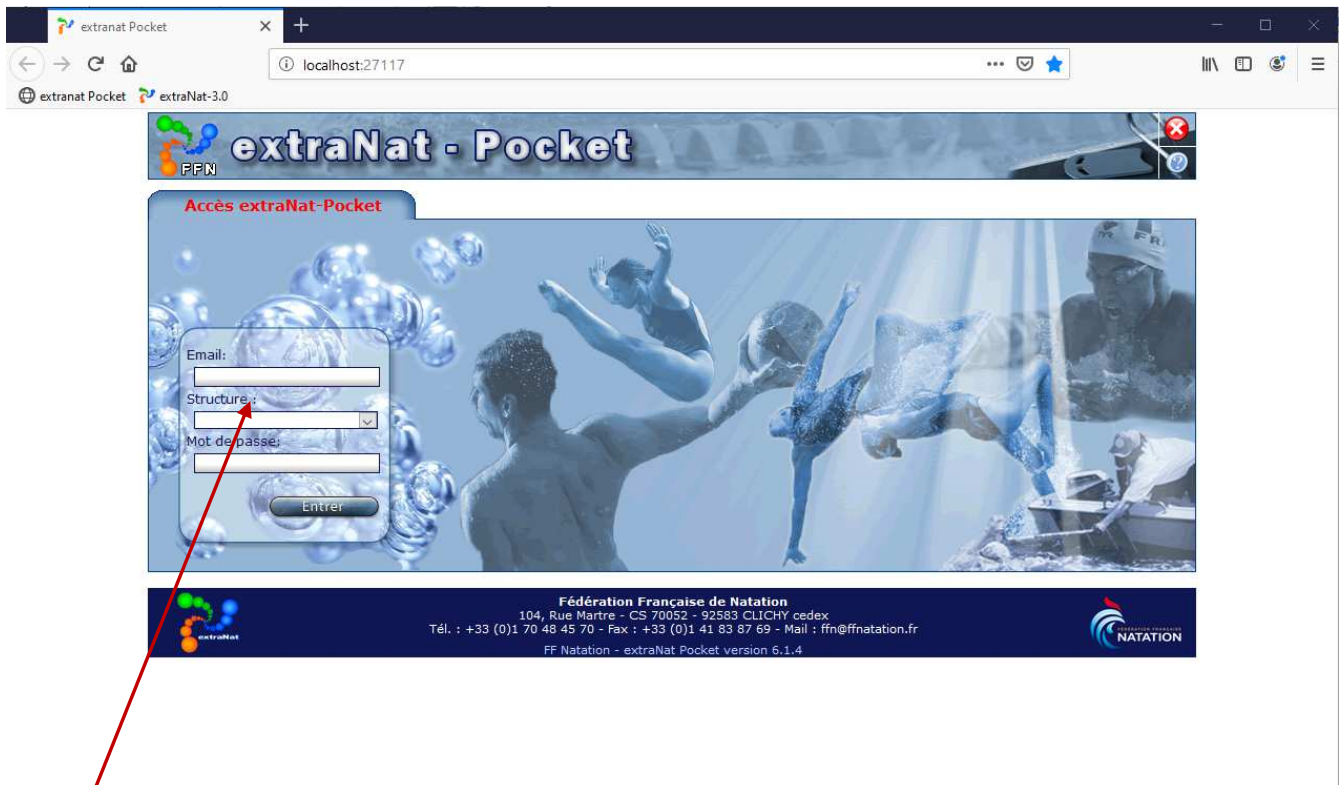 extranat Pocket
localhost:27117
extranat Pocket extraNat-3.0
FFN
extraNat - Pocket
Accès extraNat-Pocket
Email:
Structure :
Mot de passe:
Entrer
extraNat
Fédération Française de Natation
104, Rue Martre - CS 70052 - 92583 CLICHY cedex
Tél. : +33 (0)1 70 48 45 70 - Fax : +33 (0)1 41 83 87 69 - Mail : ffn@ffnatation.fr
FF Natation - extraNat Pocket version 6.1.4
FÉDÉRATION FRANÇAISE
NATATION